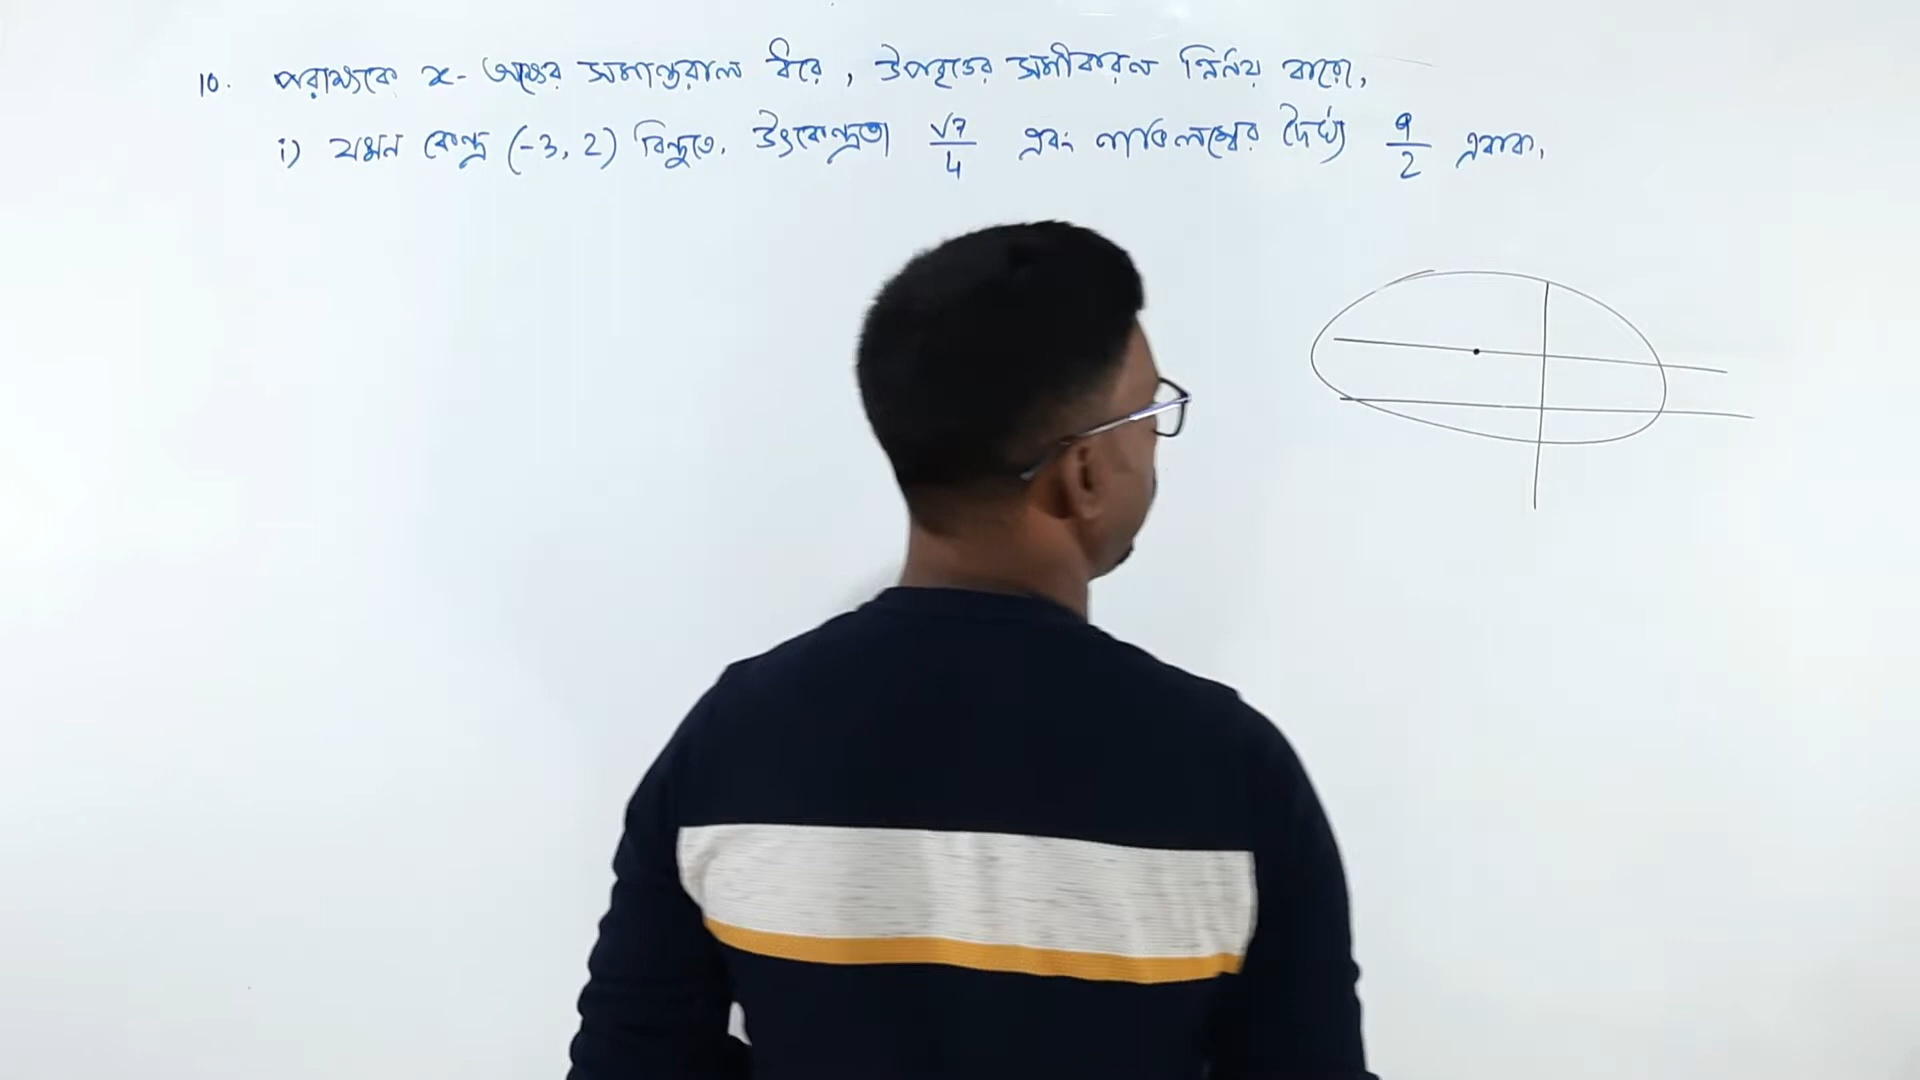 10. পরাক্ষকে x- অক্ষের সমান্তরাল ধরে, উপবৃত্তের সমীকরণ নির্ণয় করো,
i) যখন কেন্দ্র (-3, 2) বিন্দুতে, উৎকেন্দ্রতা √7/4 এবং নাভিলম্বের দৈর্ঘ্য 9/2 একক,